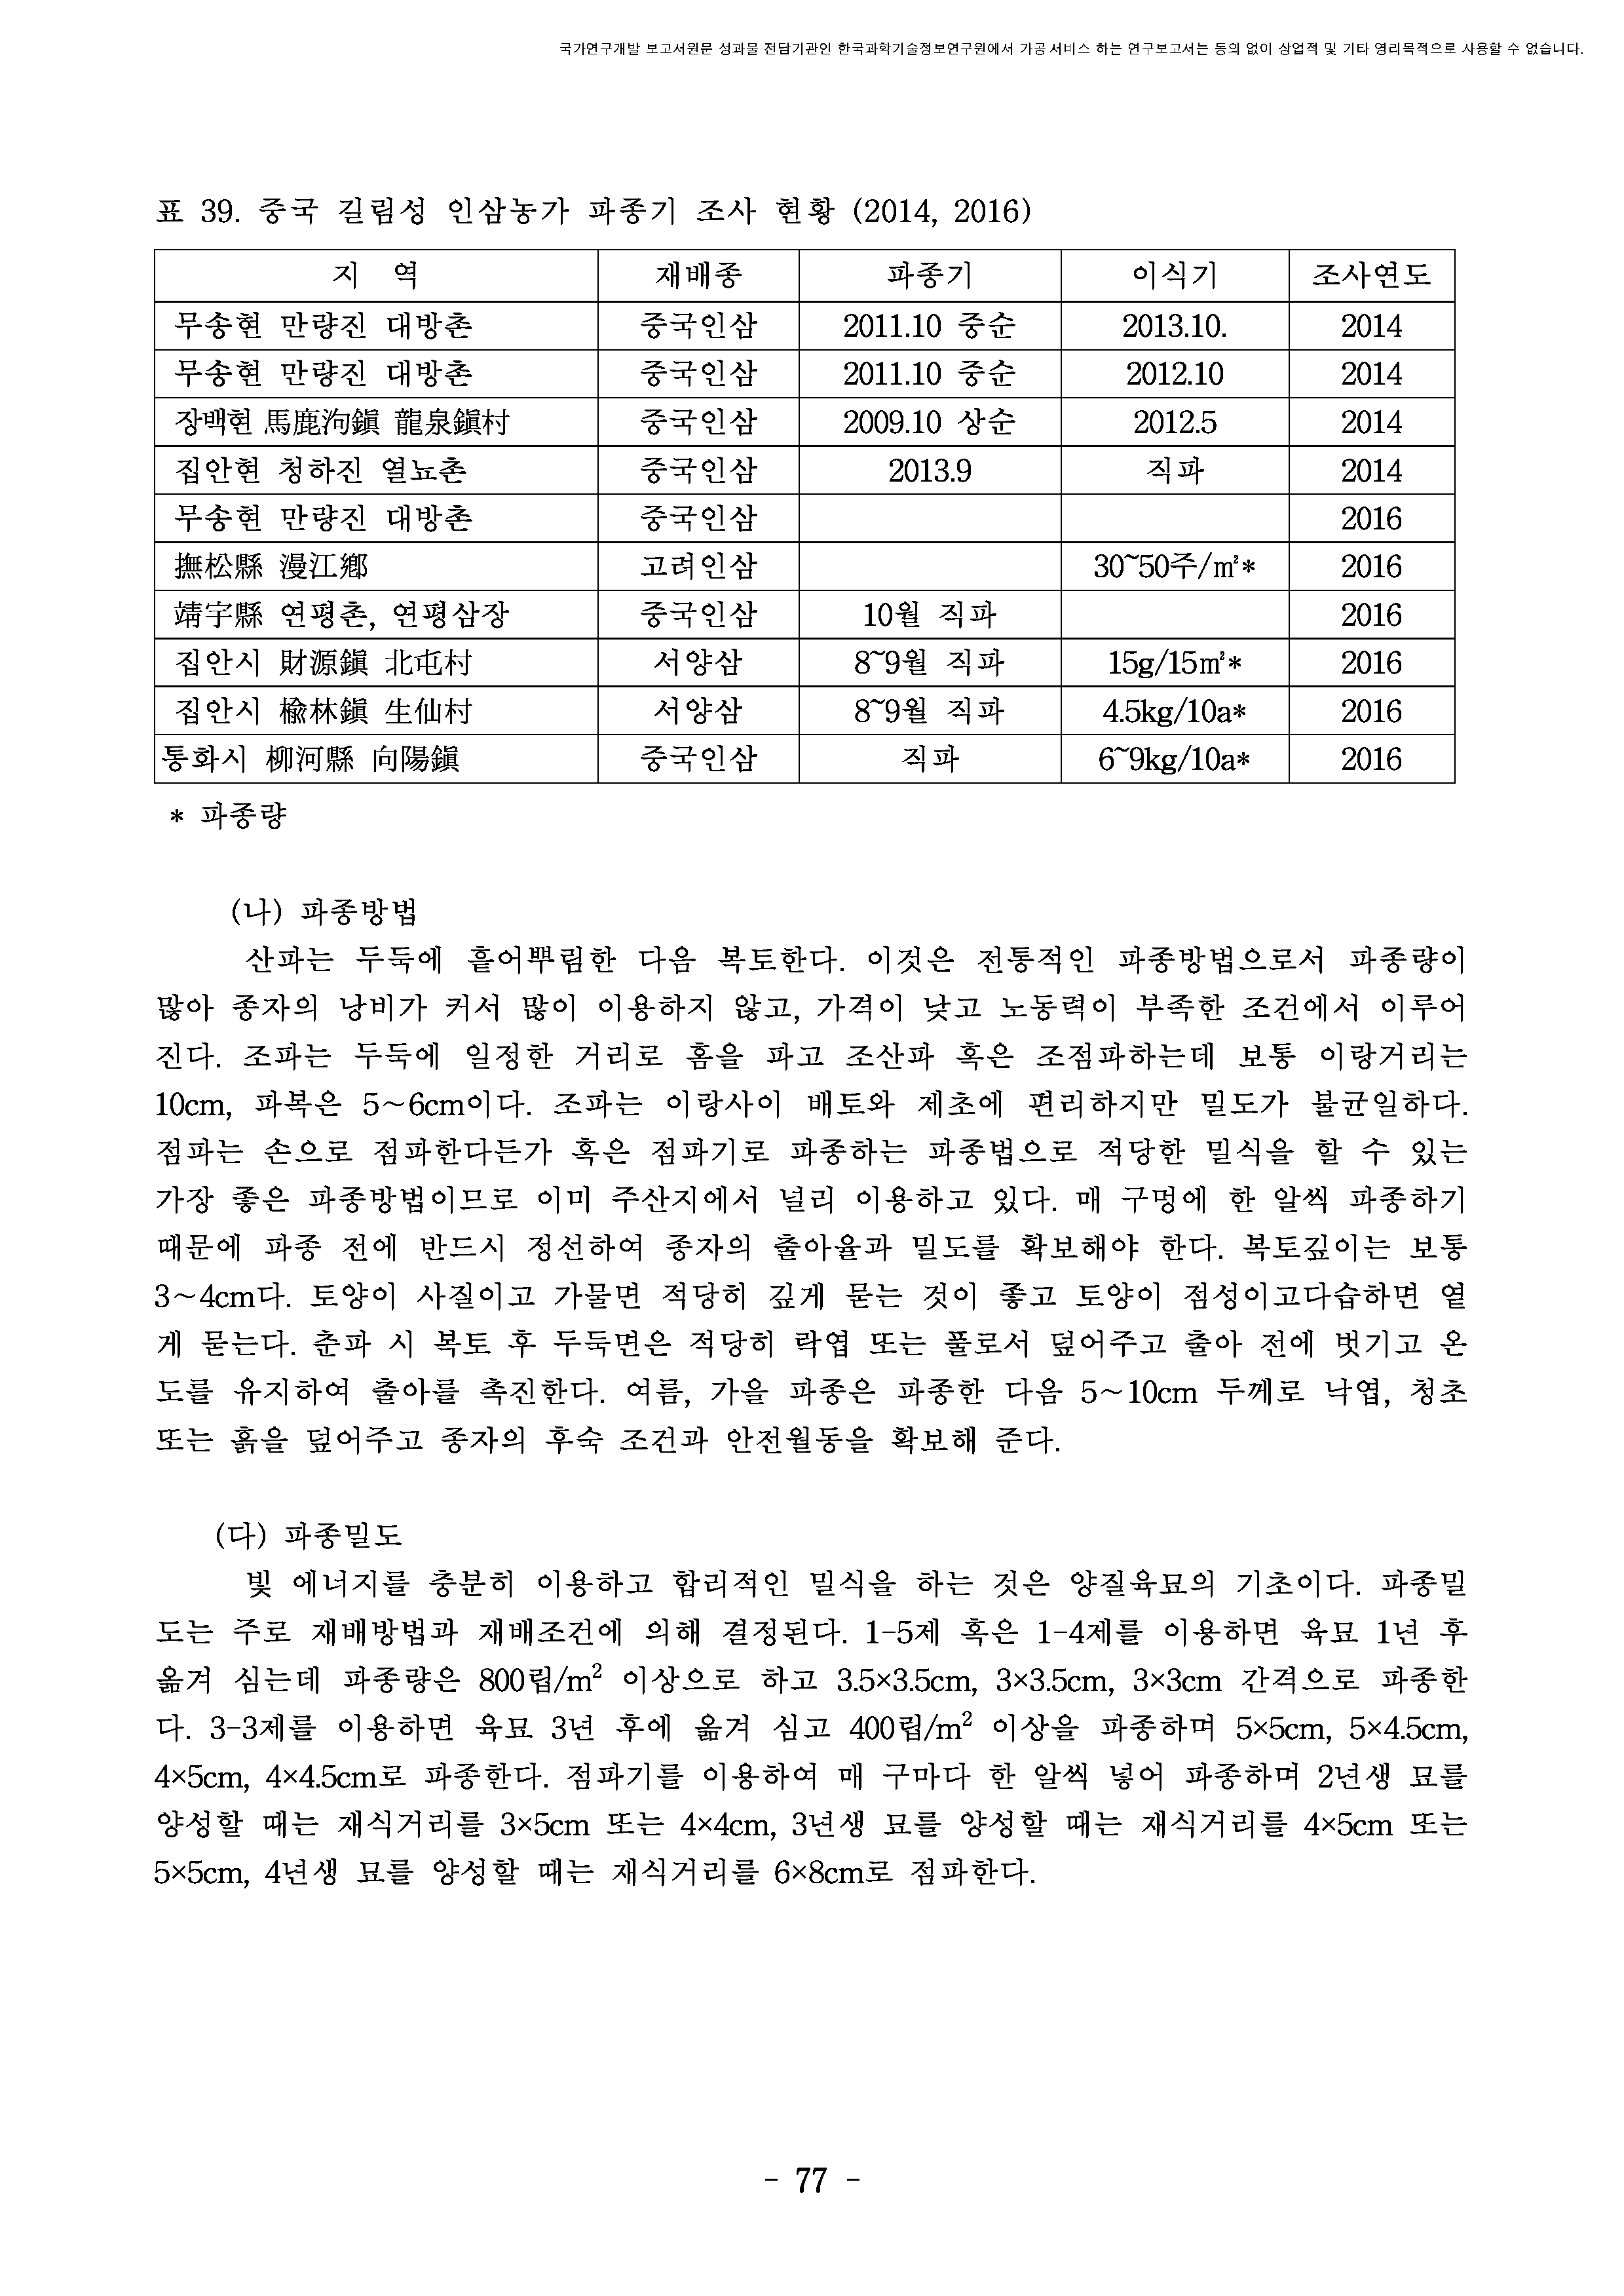 국가연구개발 보고서원문 성과물 전담기관인 한국과학기술정보연구원에서 가공·서비스 하는 연구보고서는 동의 없이 상업적 및 기타 영리목적으로 사용할 수 없습니다.
표 39. 중국 길림성 인삼농가 파종기 조사 현황 (2014, 2016)
지 역 재배종 파종기 이식기 조사연도
무송현 만량진 대방촌 중국인삼 2011.10 중순 2013.10. 2014
무송현 만량진 대방촌 중국인삼 2011.10 중순 2012.10 2014
장백현 馬鹿泃鎭 龍泉鎭村 중국인삼 2009.10 상순 2012.5 2014
집안현 청하진 열뇨촌 중국인삼 2013.9 직파 2014
무송현 만량진 대방촌 중국인삼 2016
撫松縣 漫江鄕 고려인삼 30~50주/㎡* 2016
靖宇縣 연평촌, 연평삼장 중국인삼 10월 직파 2016
집안시 財源鎭 北屯村 서양삼 8~9월 직파 15g/15㎡* 2016
집안시 楡林鎭 生仙村 서양삼 8~9월 직파 4.5kg/10a* 2016
통화시 柳河縣 向陽鎭 중국인삼 직파 6~9kg/10a* 2016
* 파종량
(나) 파종방법
산파는 두둑에 흩어뿌림한 다음 복토한다. 이것은 전통적인 파종방법으로서 파종량이
많아 종자의 낭비가 커서 많이 이용하지 않고, 가격이 낮고 노동력이 부족한 조건에서 이루어
진다. 조파는 두둑에 일정한 거리로 홈을 파고 조산파 혹은 조점파하는데 보통 이랑거리는
10cm, 파복은 5～6cm이다. 조파는 이랑사이 배토와 제초에 편리하지만 밀도가 불균일하다.
점파는 손으로 점파한다든가 혹은 점파기로 파종하는 파종법으로 적당한 밀식을 할 수 있는
가장 좋은 파종방법이므로 이미 주산지에서 널리 이용하고 있다. 매 구멍에 한 알씩 파종하기
때문에 파종 전에 반드시 정선하여 종자의 출아율과 밀도를 확보해야 한다. 복토깊이는 보통
3～4cm다. 토양이 사질이고 가물면 적당히 깊게 묻는 것이 좋고 토양이 점성이고다습하면 옅
게 묻는다. 춘파 시 복토 후 두둑면은 적당히 락엽 또는 풀로서 덮어주고 출아 전에 벗기고 온
도를 유지하여 출아를 촉진한다. 여름, 가을 파종은 파종한 다음 5～10cm 두께로 낙엽, 청초
또는 흙을 덮어주고 종자의 후숙 조건과 안전월동을 확보해 준다.
(다) 파종밀도
빛 에너지를 충분히 이용하고 합리적인 밀식을 하는 것은 양질육묘의 기초이다. 파종밀
도는 주로 재배방법과 재배조건에 의해 결정된다. 1-5제 혹은 1-4제를 이용하면 육묘 1년 후
옮겨 심는데 파종량은 800립/m² 이상으로 하고 3.5×3.5cm, 3×3.5cm, 3×3cm 간격으로 파종한
다. 3-3제를 이용하면 육묘 3년 후에 옮겨 심고 400립/m² 이상을 파종하며 5×5cm, 5×4.5cm,
4×5cm, 4×4.5cm로 파종한다. 점파기를 이용하여 매 구마다 한 알씩 넣어 파종하며 2년생 묘를
양성할 때는 재식거리를 3×5cm 또는 4×4cm, 3년생 묘를 양성할 때는 재식거리를 4×5cm 또는
5×5cm, 4년생 묘를 양성할 때는 재식거리를 6×8cm로 점파한다.
- 77 -